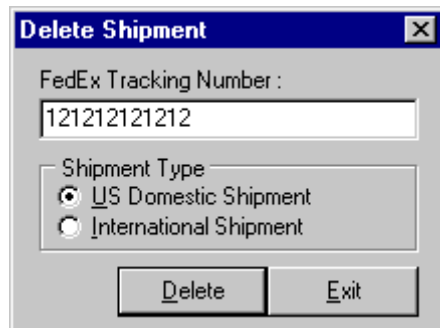 Delete Shipment
FedEx Tracking Number :
121212121212
Shipment Type
US Domestic Shipment
International Shipment
Delete Exit